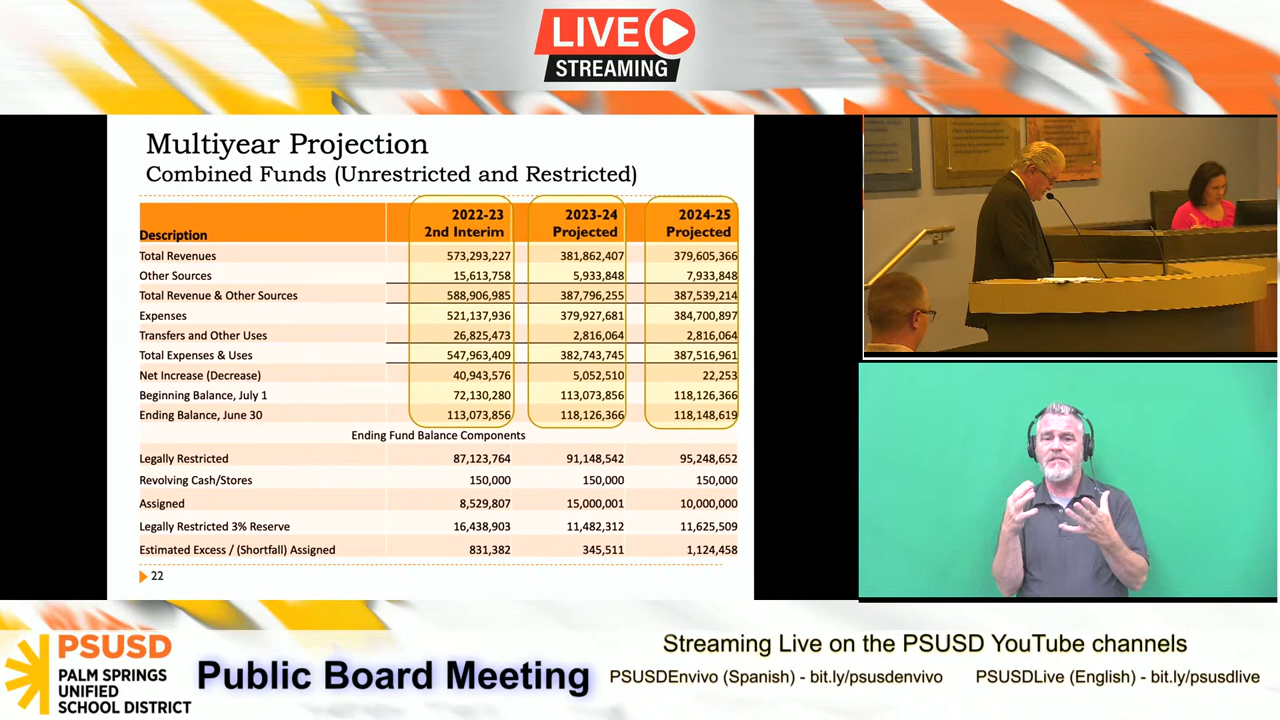 LIVE
STREAMING
Multiyear Projection
Combined Funds (Unrestricted and Restricted)
Description 2022-23 2nd Interim 2023-24 Projected 2024-25 Projected
Total Revenues 573,293,227 381,862,407 379,605,366
Other Sources 15,613,758 5,933,848 7,933,848
Total Revenue & Other Sources 588,906,985 387,796,255 387,539,214
Expenses 521,137,936 379,927,681 384,700,897
Transfers and Other Uses 26,825,473 2,816,064 2,816,064
Total Expenses & Uses 547,963,409 382,743,745 387,516,961
Net Increase (Decrease) 40,943,576 5,052,510 22,253
Beginning Balance, July 1 72,130,280 113,073,856 118,126,366
Ending Balance, June 30 113,073,856 118,126,366 118,148,619
Ending Fund Balance Components
Legally Restricted 87,123,764 91,148,542 95,248,652
Revolving Cash/Stores 150,000 150,000 150,000
Assigned 8,529,807 15,000,001 10,000,000
Legally Restricted 3% Reserve 16,438,903 11,482,312 11,625,509
Estimated Excess / (Shortfall) Assigned 831,382 345,511 1,124,458
22
PSUSD
PALM SPRINGS
UNIFIED
SCHOOL DISTRICT
Public Board Meeting
Streaming Live on the PSUSD YouTube channels
PSUSDEnvivo (Spanish) - bit.ly/psusdenvivo PSUSDLive (English) - bit.ly/psusdlive